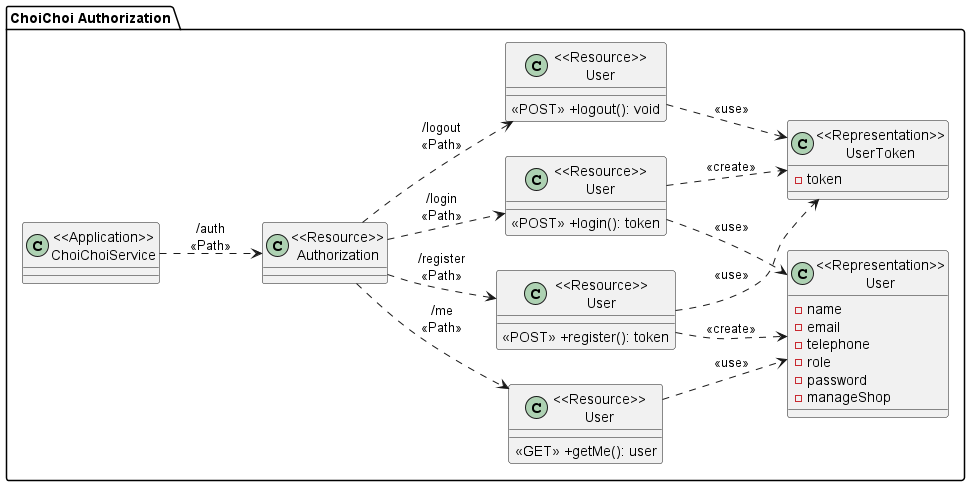 ChoiChoi Authorization
C
<<Resource>>
User
«POST» +logout(): void
/logout
«Path»
«use»
C
<<Representation>>
UserToken
token
C
<<Resource>>
User
«POST» +login(): token
/login
«Path»
«create»
«use»
C
<<Application>>
ChoiChoiService
/auth
«Path»
C
<<Resource>>
Authorization
/register
«Path»
C
<<Resource>>
User
«POST» +register(): token
«use»
«create»
C
<<Representation>>
User
name
email
telephone
role
password
manageShop
/me
«Path»
C
<<Resource>>
User
«GET» +getMe(): user
«use»